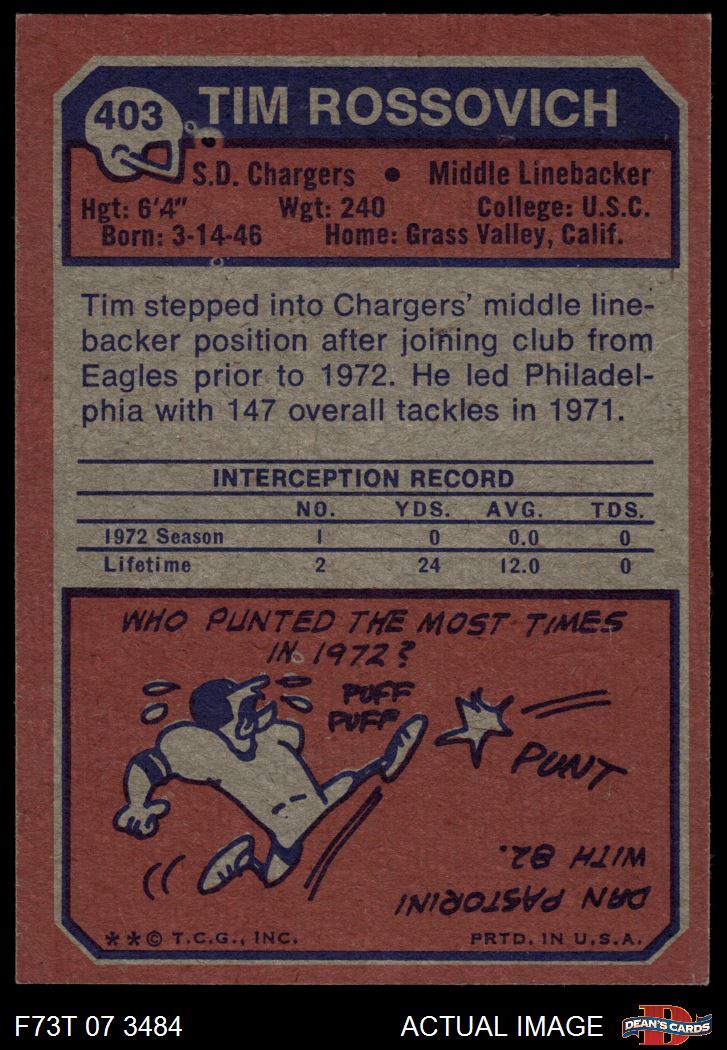 403
TIM ROSSOVICH
S.D. Chargers • Middle Linebacker
Hgt: 6'4" Wgt: 240 College: U.S.C.
Born: 3-14-46 Home: Grass Valley, Calif.
Tim stepped into Chargers' middle line-
backer position after joining club from
Eagles prior to 1972. He led Philadel-
phia with 147 overall tackles in 1971.
INTERCEPTION RECORD
NO. YDS. AVG. TDS.
1972 Season 1 0 0.0 0
Lifetime 2 24 12.0 0
WHO PUNTED THE MOST TIMES
IN 1972?
PUFF
PUFF
PUNT
DAN PASTORINI
WITH 82.
**© T.C.G., INC. PRTD. IN U.S.A.
F73T 07 3484 ACTUAL IMAGE
D
DEAN'S CARDS